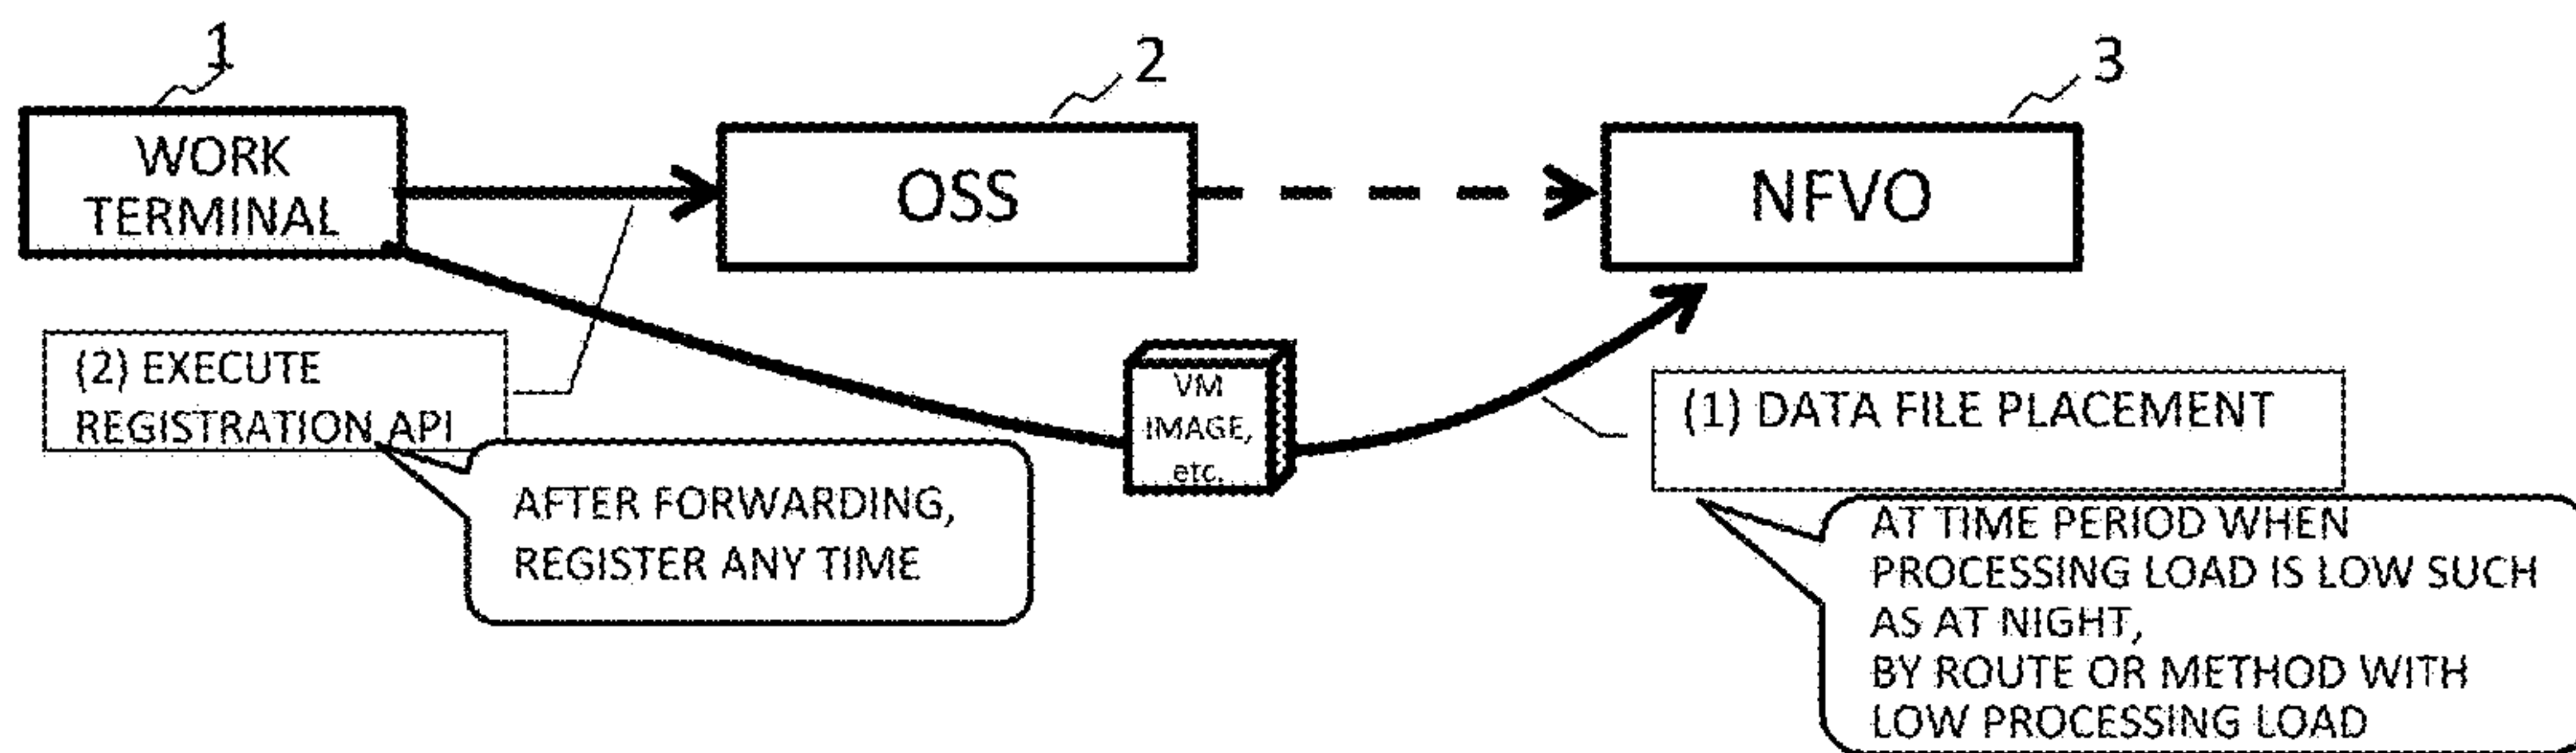 1
2
3
WORK
TERMINAL
OSS
NFVO
(2) EXECUTE
REGISTRATION API
VM
IMAGE,
etc.
(1) DATA FILE PLACEMENT
AFTER FORWARDING,
REGISTER ANY TIME
AT TIME PERIOD WHEN
PROCESSING LOAD IS LOW SUCH
AS AT NIGHT,
BY ROUTE OR METHOD WITH
LOW PROCESSING LOAD